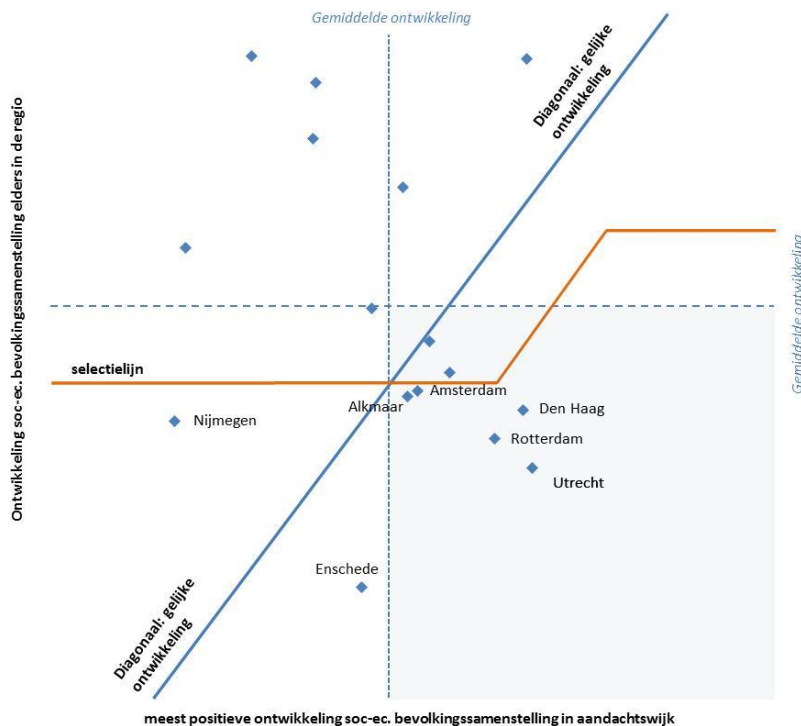 Gemiddelde ontwikkeling
Diagonaal: gelijke
ontwikkeling
Ontwikkeling soc-ec. bevolkingssamenstelling elders in de regio
Gemiddelde ontwikkeling
selectielijn
Amsterdam
Alkmaar
Den Haag
Nijmegen
Rotterdam
Utrecht
Enschede
Diagonaal: gelijke
ontwikkeling
meest positieve ontwikkeling soc-ec. bevolkingssamenstelling in aandachtswijk